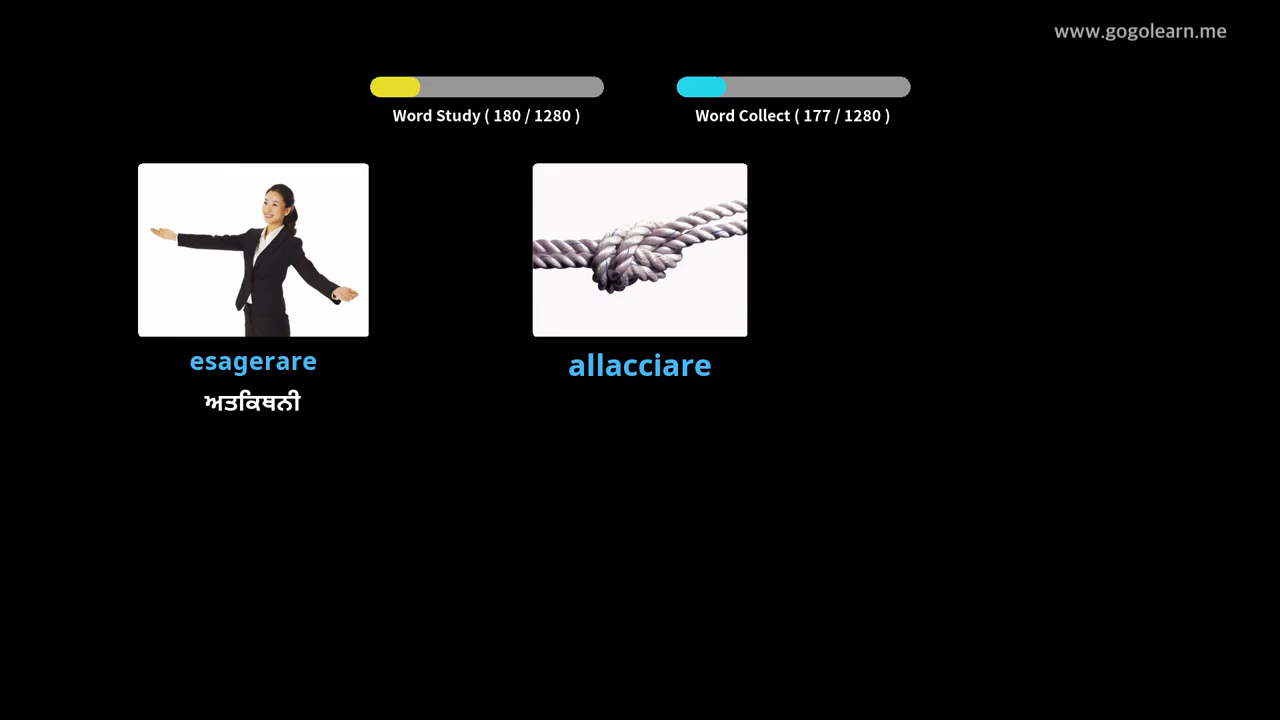 www.gogolearn.me
Word Study ( 180 / 1280 )
Word Collect ( 177 / 1280 )
esagerare
ਅਤਕਿਥਨੀ
allacciare